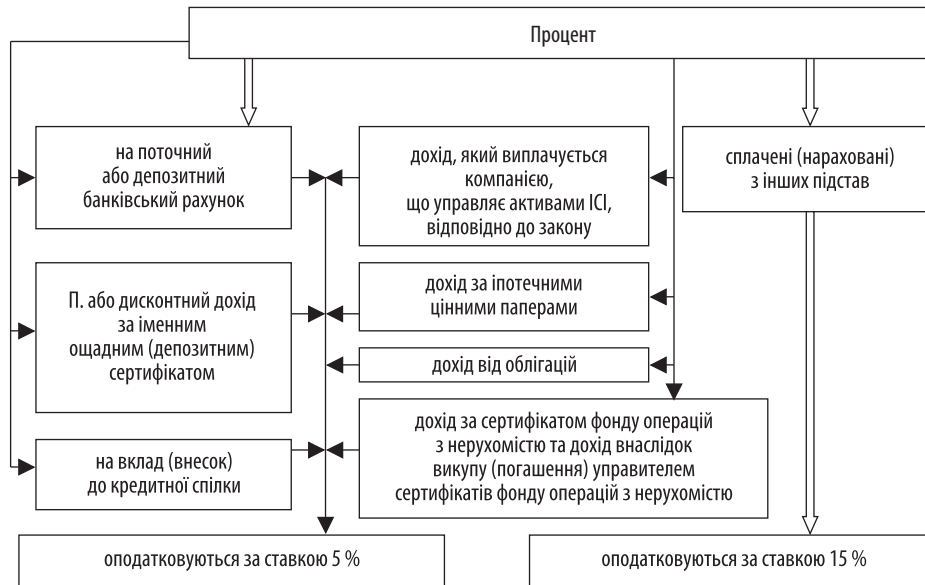 Процент
на поточний
або депозитний
банківський рахунок
дохід, який виплачується
компанією,
що управляє активами ІСІ,
відповідно до закону
сплачені (нараховані)
з інших підстав
П. або дисконтний дохід
за іменним
ощадним (депозитним)
сертифікатом
дохід за іпотечними
цінними паперами
дохід від облігацій
на вклад (внесок)
до кредитної спілки
дохід за сертифікатом фонду операцій
з нерухомістю та дохід внаслідок
викупу (погашення) управителем
сертифікатів фонду операцій з нерухомістю
оподатковуються за ставкою 5 %
оподатковуються за ставкою 15 %